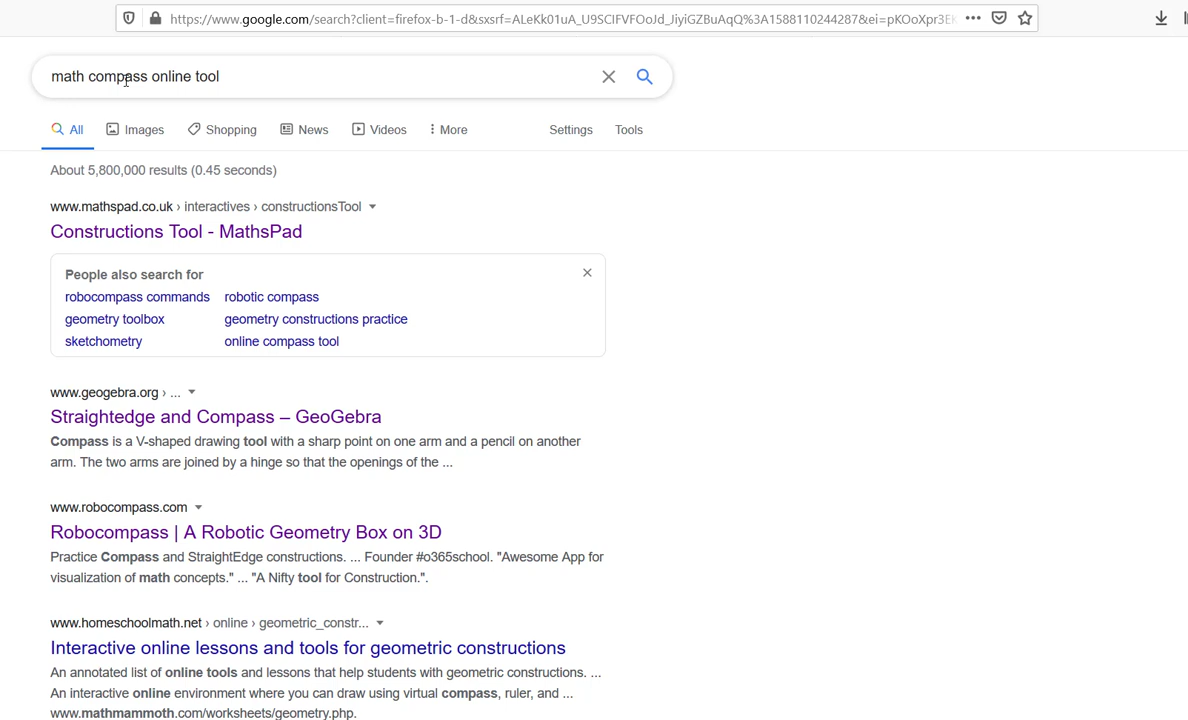 https://www.google.com/search?client=firefox-b-1-d&sxsrf=ALeKk01uA_U9SCIFVFOoJd_JiyiGZBuAqQ%3A1588110244287&ei=pKOoXpr3EK
math compass online tool
All Images Shopping News Videos More Settings Tools
About 5,800,000 results (0.45 seconds)
www.mathspad.co.uk › interactives › constructionsTool
Constructions Tool - MathsPad
People also search for
robocompass commands robotic compass
geometry toolbox geometry constructions practice
sketchometry online compass tool
www.geogebra.org › ...
Straightedge and Compass – GeoGebra
Compass is a V-shaped drawing tool with a sharp point on one arm and a pencil on another
arm. The two arms are joined by a hinge so that the openings of the ...
www.robocompass.com
Robocompass | A Robotic Geometry Box on 3D
Practice Compass and StraightEdge constructions. ... Founder #o365school. "Awesome App for
visualization of math concepts." ... "A Nifty tool for Construction.".
www.homeschoolmath.net › online › geometric_constr...
Interactive online lessons and tools for geometric constructions
An annotated list of online tools and lessons that help students with geometric constructions. ...
An interactive online environment where you can draw using virtual compass, ruler, and ...
www.mathmammoth.com/worksheets/geometry.php.